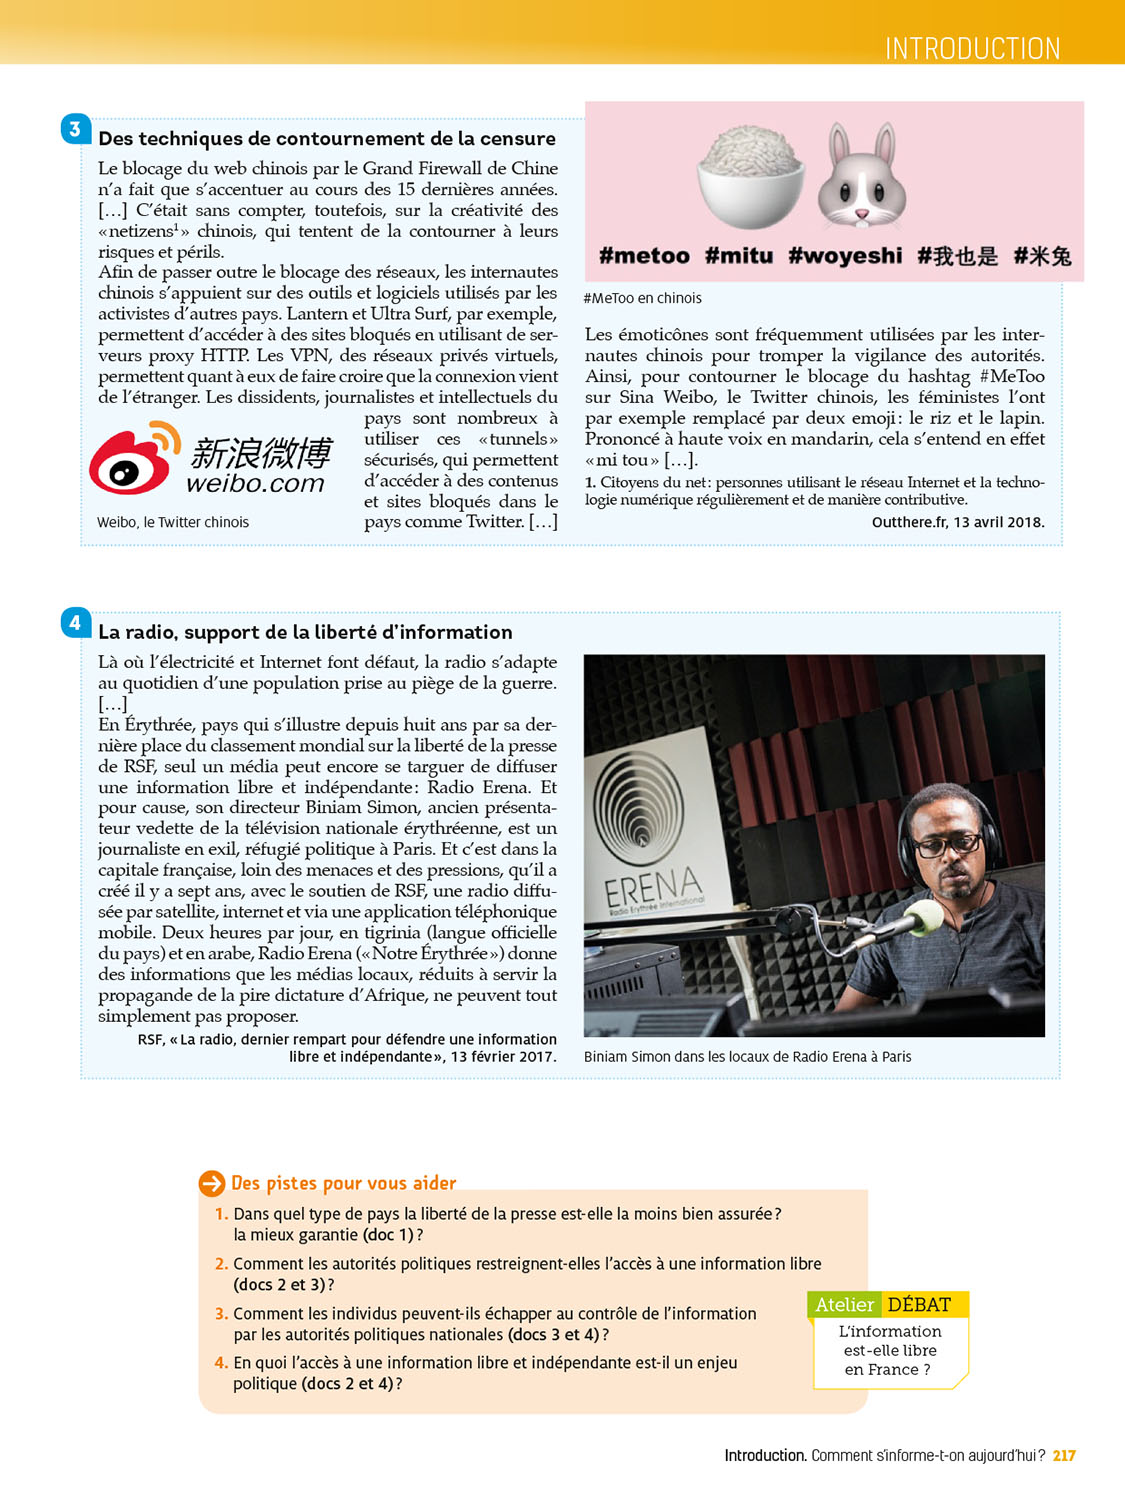 INTRODUCTION
3
Des techniques de contournement de la censure
Le blocage du web chinois par le Grand Firewall de Chine
n'a fait que s'accentuer au cours des 15 dernières années.
[…] C'était sans compter, toutefois, sur la créativité des
« netizens¹ » chinois, qui tentent de la contourner à leurs
risques et périls.
Afin de passer outre le blocage des réseaux, les internautes
chinois s'appuient sur des outils et logiciels utilisés par les
activistes d'autres pays. Lantern et Ultra Surf, par exemple,
permettent d'accéder à des sites bloqués en utilisant de ser-
veurs proxy HTTP. Les VPN, des réseaux privés virtuels,
permettent quant à eux de faire croire que la connexion vient
de l'étranger. Les dissidents, journalistes et intellectuels du
pays sont nombreux à
utiliser ces « tunnels »
sécurisés, qui permettent
d'accéder à des contenus
et sites bloqués dans le
pays comme Twitter. […]
新浪微博
weibo.com
Weibo, le Twitter chinois
#metoo #mitu #woyeshi #我也是 #米兔
#MeToo en chinois
Les émoticônes sont fréquemment utilisées par les inter-
nautes chinois pour tromper la vigilance des autorités.
Ainsi, pour contourner le blocage du hashtag #MeToo
sur Sina Weibo, le Twitter chinois, les féministes l'ont
par exemple remplacé par deux emoji : le riz et le lapin.
Prononcé à haute voix en mandarin, cela s'entend en effet
« mi tou » […].
1. Citoyens du net : personnes utilisant le réseau Internet et la techno-
logie numérique régulièrement et de manière contributive.
Outthere.fr, 13 avril 2018.
4
La radio, support de la liberté d'information
Là où l'électricité et Internet font défaut, la radio s'adapte
au quotidien d'une population prise au piège de la guerre.
[…]
En Érythrée, pays qui s'illustre depuis huit ans par sa der-
nière place du classement mondial sur la liberté de la presse
de RSF, seul un média peut encore se targuer de diffuser
une information libre et indépendante : Radio Erena. Et
pour cause, son directeur Biniam Simon, ancien présenta-
teur vedette de la télévision nationale érythréenne, est un
journaliste en exil, réfugié politique à Paris. Et c'est dans la
capitale française, loin des menaces et des pressions, qu'il a
créé il y a sept ans, avec le soutien de RSF, une radio diffu-
sée par satellite, internet et via une application téléphonique
mobile. Deux heures par jour, en tigrinia (langue officielle
du pays) et en arabe, Radio Erena (« Notre Érythrée ») donne
des informations que les médias locaux, réduits à servir la
propagande de la pire dictature d'Afrique, ne peuvent tout
simplement pas proposer.
RSF, « La radio, dernier rempart pour défendre une information
libre et indépendante », 13 février 2017.
ERENA
Radio Erythrée International
Biniam Simon dans les locaux de Radio Erena à Paris
Des pistes pour vous aider
1. Dans quel type de pays la liberté de la presse est-elle la moins bien assurée ?
la mieux garantie (doc 1) ?
2. Comment les autorités politiques restreignent-elles l'accès à une information libre
(docs 2 et 3) ?
3. Comment les individus peuvent-ils échapper au contrôle de l'information
par les autorités politiques nationales (docs 3 et 4) ?
4. En quoi l'accès à une information libre et indépendante est-il un enjeu
politique (docs 2 et 4) ?
Atelier DÉBAT
L'information
est-elle libre
en France ?
Introduction. Comment s'informe-t-on aujourd'hui ? 217